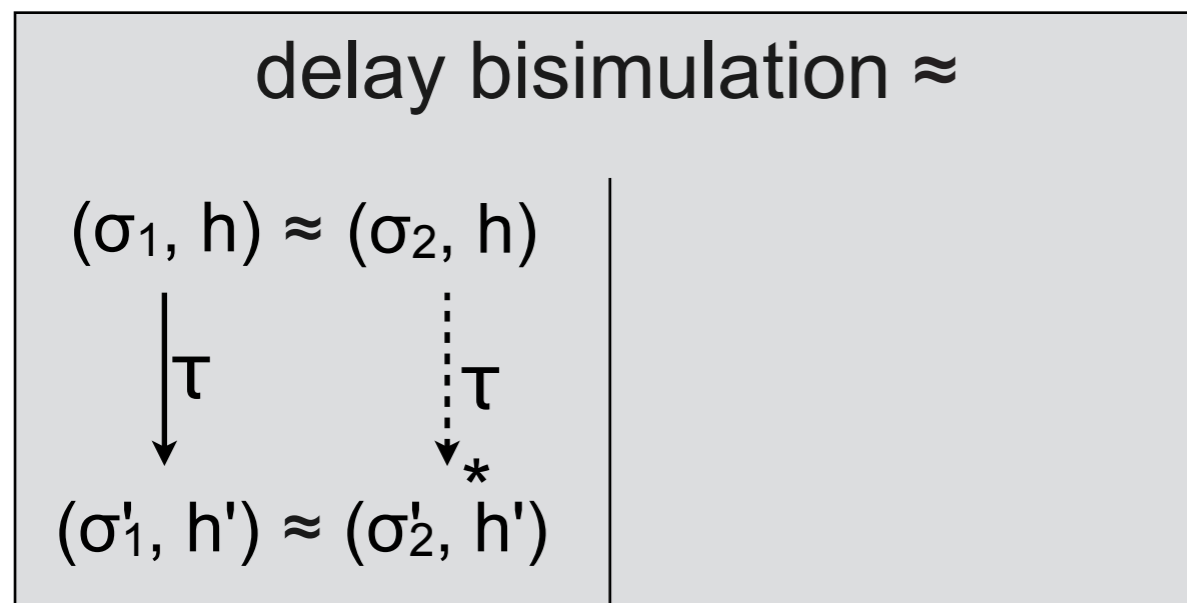 delay bisimulation ≈
(σ₁, h) ≈ (σ₂, h)
τ τ
*
(σ'₁, h') ≈ (σ'₂, h')